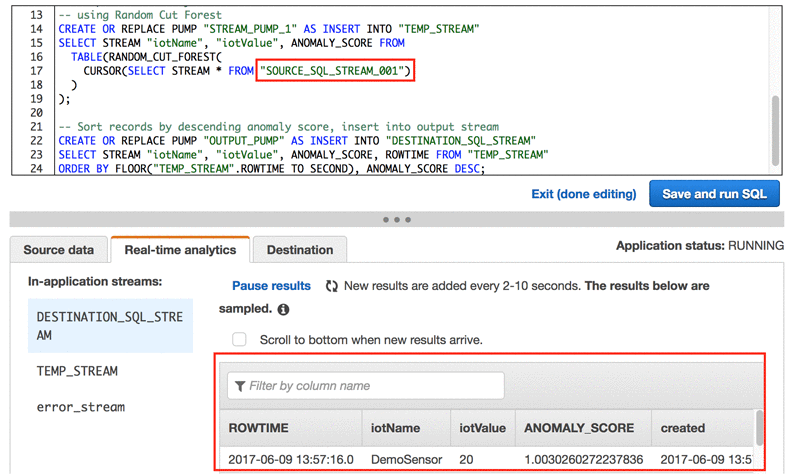 13 -- using Random Cut Forest
14 CREATE OR REPLACE PUMP "STREAM_PUMP_1" AS INSERT INTO "TEMP_STREAM"
15 SELECT STREAM "iotName", "iotValue", ANOMALY_SCORE FROM
16 TABLE(RANDOM_CUT_FOREST(
17 CURSOR(SELECT STREAM * FROM "SOURCE_SQL_STREAM_001")
18 )
19 );
20
21 -- Sort records by descending anomaly score, insert into output stream
22 CREATE OR REPLACE PUMP "OUTPUT_PUMP" AS INSERT INTO "DESTINATION_SQL_STREAM"
23 SELECT STREAM "iotName", "iotValue", ANOMALY_SCORE, ROWTIME FROM "TEMP_STREAM"
24 ORDER BY FLOOR("TEMP_STREAM".ROWTIME TO SECOND), ANOMALY_SCORE DESC;
Exit (done editing) Save and run SQL
Source data Real-time analytics Destination Application status: RUNNING
In-application streams:
DESTINATION_SQL_STRE
AM
TEMP_STREAM
error_stream
Pause results New results are added every 2-10 seconds. The results below are
sampled.
Scroll to bottom when new results arrive.
Filter by column name
ROWTIME iotName iotValue ANOMALY_SCORE created
2017-06-09 13:57:16.0 DemoSensor 20 1.0030260272237836 2017-06-09 13:5